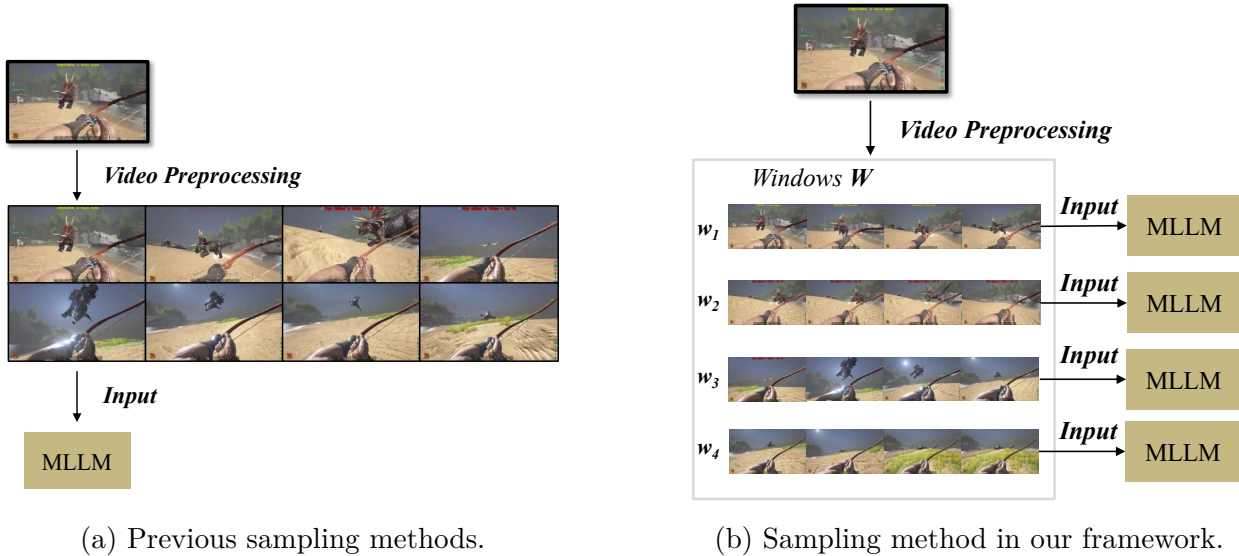 Video Preprocessing
Input
MLLM
(a) Previous sampling methods.
Video Preprocessing
Windows W
w1
Input
MLLM
w2
Input
MLLM
w3
Input
MLLM
w4
Input
MLLM
(b) Sampling method in our framework.